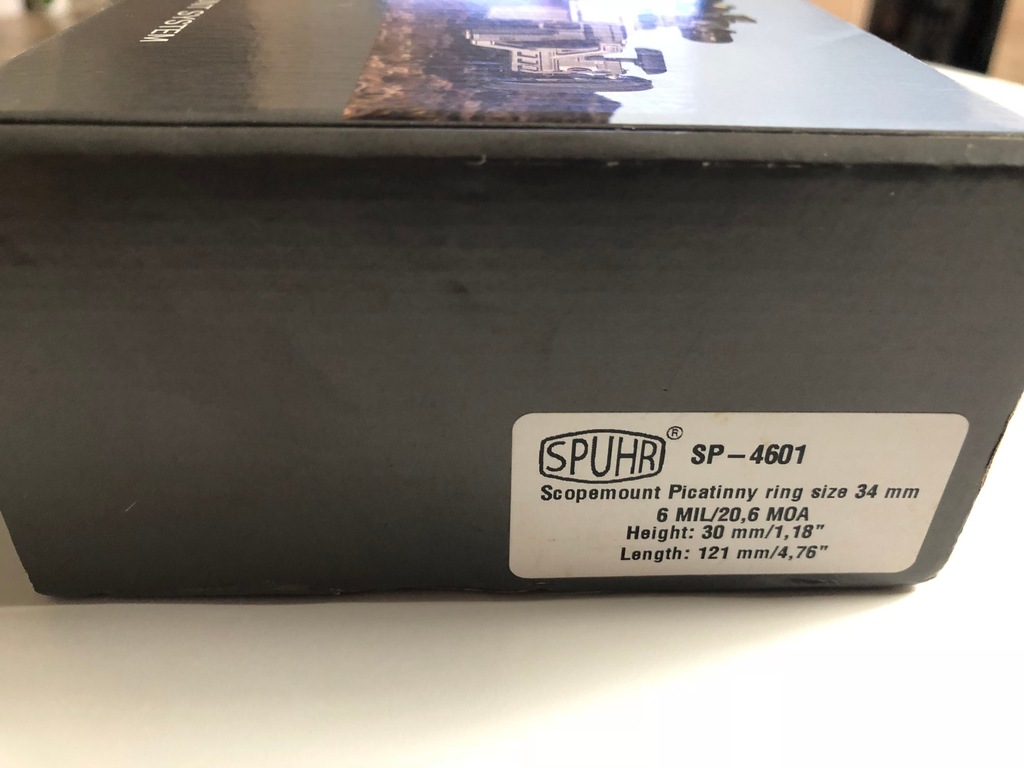 SYSTEM
SPUHR® SP-4601
Scopemount Picatinny ring size 34 mm
6 MIL/20,6 MOA
Height: 30 mm/1,18"
Length: 121 mm/4,76"